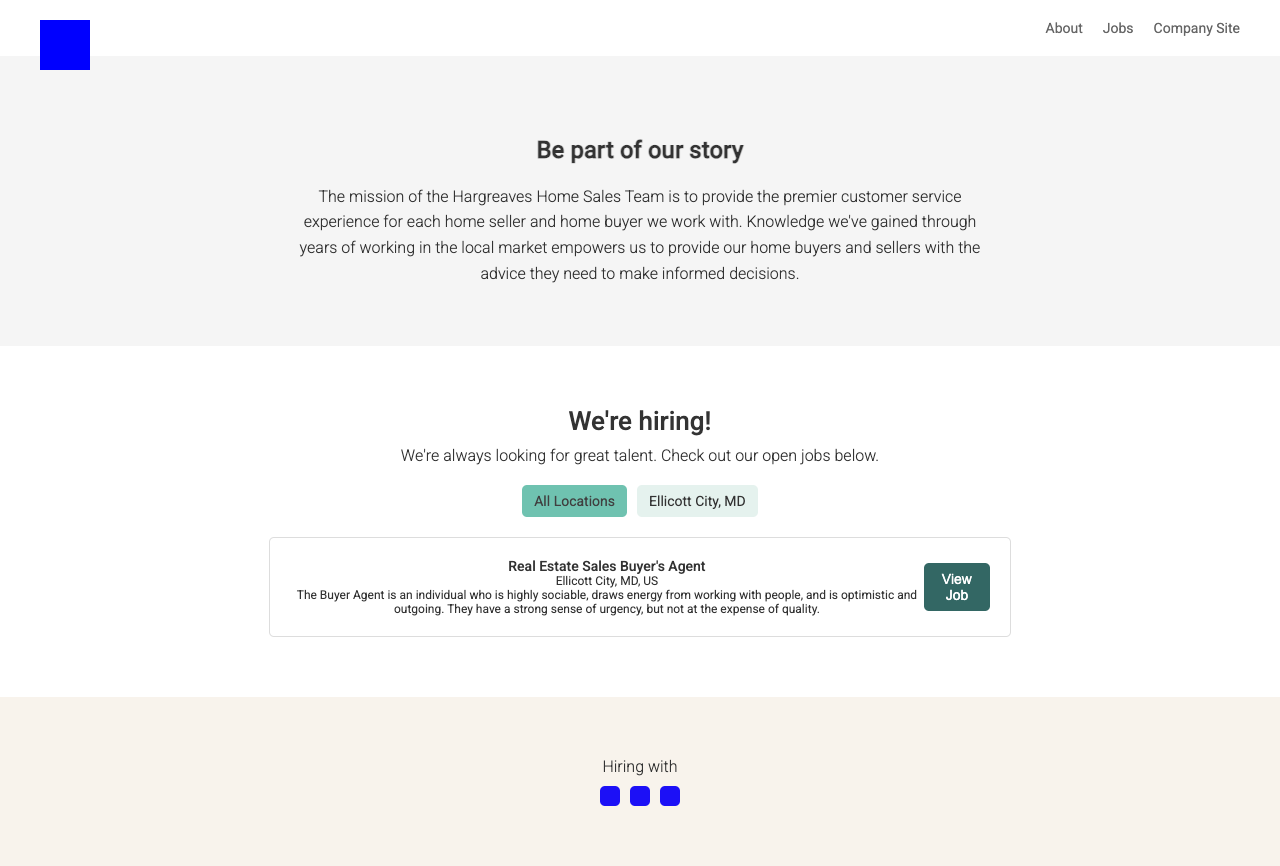 About Jobs Company Site
Be part of our story
The mission of the Hargreaves Home Sales Team is to provide the premier customer service
experience for each home seller and home buyer we work with. Knowledge we've gained through
years of working in the local market empowers us to provide our home buyers and sellers with the
advice they need to make informed decisions.
We're hiring!
We're always looking for great talent. Check out our open jobs below.
All Locations Ellicott City, MD
Real Estate Sales Buyer's Agent
Ellicott City, MD, US
The Buyer Agent is an individual who is highly sociable, draws energy from working with people, and is optimistic and
outgoing. They have a strong sense of urgency, but not at the expense of quality.
View
Job
Hiring with